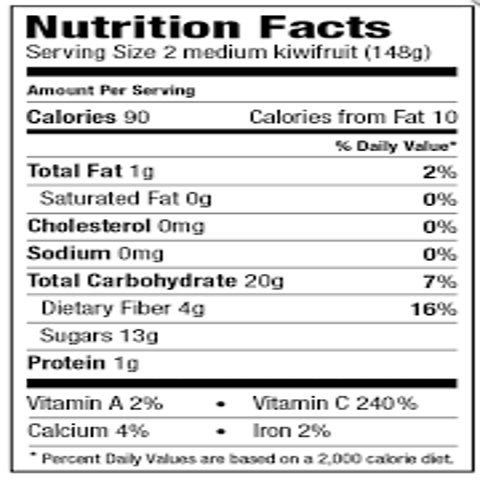 Nutrition Facts
Serving Size 2 medium kiwifruit (148g)
Amount Per Serving
Calories 90 Calories from Fat 10
% Daily Value*
Total Fat 1g 2%
Saturated Fat 0g 0%
Cholesterol 0mg 0%
Sodium 0mg 0%
Total Carbohydrate 20g 7%
Dietary Fiber 4g 16%
Sugars 13g
Protein 1g
Vitamin A 2% • Vitamin C 240%
Calcium 4% • Iron 2%
* Percent Daily Values are based on a 2,000 calorie diet.